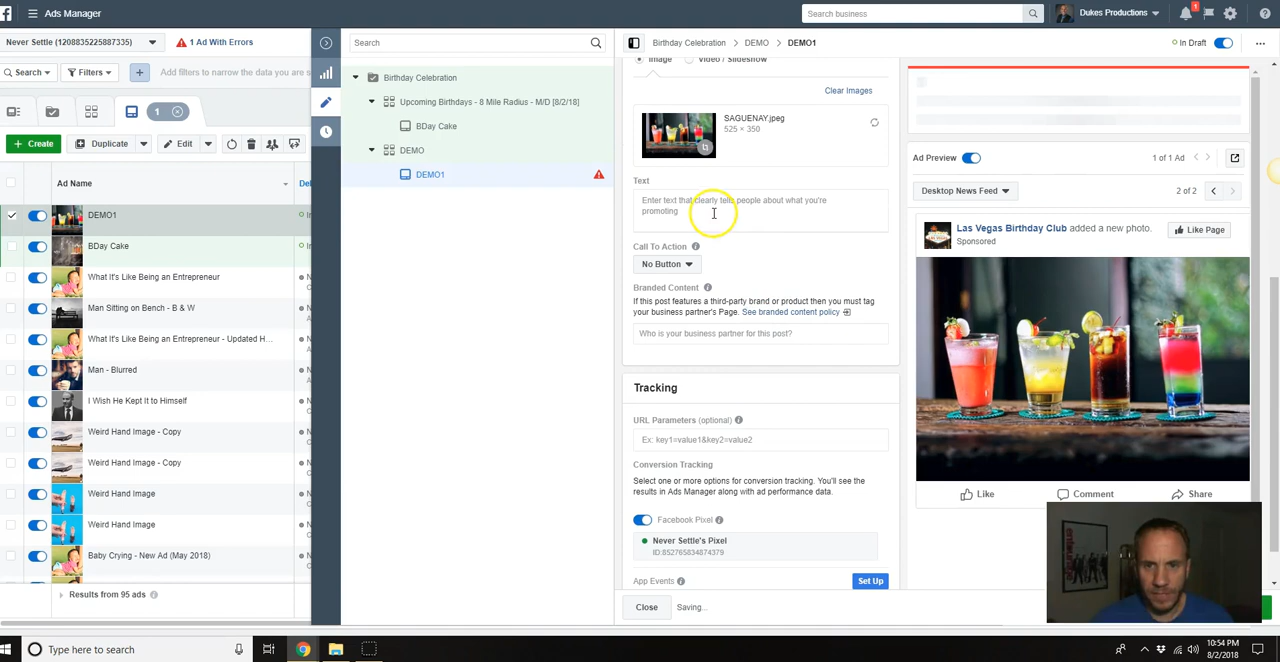 Ads Manager
Search business
Dukes Productions
1
Never Settle (1208835225887335)
1 Ad With Errors
Search
Birthday Celebration > DEMO > DEMO1
In Draft
Search
Filters
Add filters to narrow the data you are s
Birthday Celebration
Upcoming Birthdays - 8 Mile Radius - M/D [8/2/18]
BDay Cake
DEMO
DEMO1
1
Create
Duplicate
Edit
Ad Name
Del
DEMO1
BDay Cake
What It's Like Being an Entrepreneur
Man Sitting on Bench - B & W
What It's Like Being an Entrepreneur - Updated H...
Man - Blurred
I Wish He Kept It to Himself
Weird Hand Image - Copy
Weird Hand Image - Copy
Weird Hand Image
Weird Hand Image
Baby Crying - New Ad (May 2018)
Results from 95 ads
Image
Video / Slideshow
Clear Images
SAGUENAY.jpeg
525 × 350
Text
Enter text that clearly tells people about what you're
promoting
Call To Action
No Button
Branded Content
If this post features a third-party brand or product then you must tag
your business partner's Page. See branded content policy
Who is your business partner for this post?
Tracking
URL Parameters (optional)
Ex: key1=value1&key2=value2
Conversion Tracking
Select one or more options for conversion tracking. You'll see the
results in Ads Manager along with ad performance data.
Facebook Pixel
Never Settle's Pixel
ID:852765834874379
App Events
Set Up
Close
Saving...
Ad Preview
1 of 1 Ad
Desktop News Feed
2 of 2
Las Vegas Birthday Club added a new photo.
Sponsored
Like Page
Like
Comment
Share
Type here to search
10:54 PM
8/2/2018